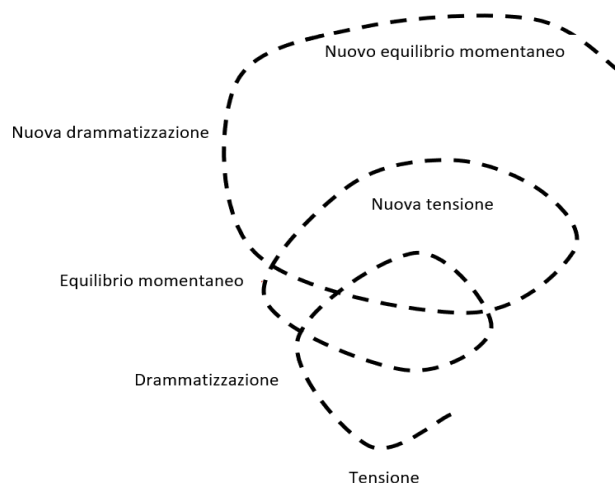 Nuovo equilibrio momentaneo
Nuova drammatizzazione
Nuova tensione
Equilibrio momentaneo
Drammatizzazione
Tensione